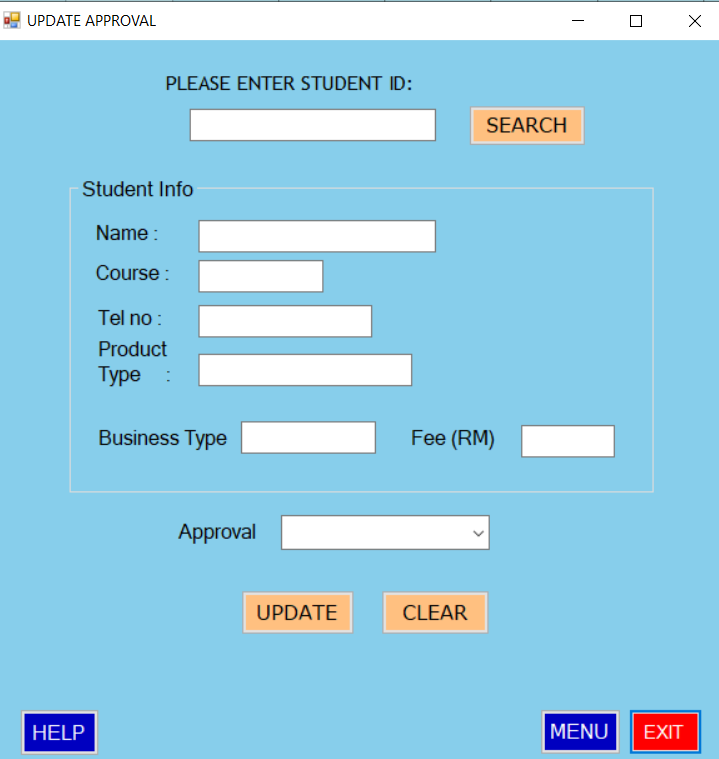 UPDATE APPROVAL
PLEASE ENTER STUDENT ID:
SEARCH
Student Info
Name :
Course :
Tel no :
Product
Type :
Business Type
Fee (RM)
Approval
UPDATE
CLEAR
HELP
MENU
EXIT